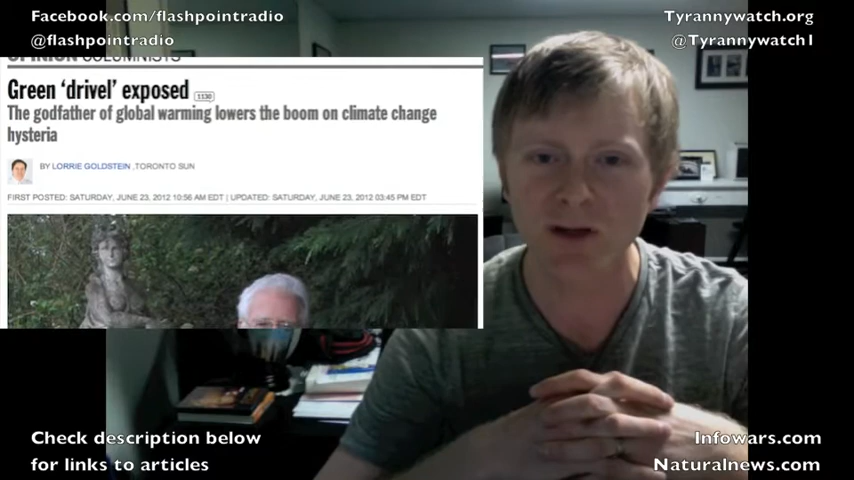 Facebook.com/flashpointradio
@flashpointradio
Tyrannywatch.org
@Tyrannywatch1
OPINION COLUMNISTS
Green ‘drivel’ exposed 1130
The godfather of global warming lowers the boom on climate change
hysteria
BY LORRIE GOLDSTEIN ,TORONTO SUN
FIRST POSTED: SATURDAY, JUNE 23, 2012 10:56 AM EDT | UPDATED: SATURDAY, JUNE 23, 2012 03:45 PM EDT
Check description below
for links to articles
Infowars.com
Naturalnews.com